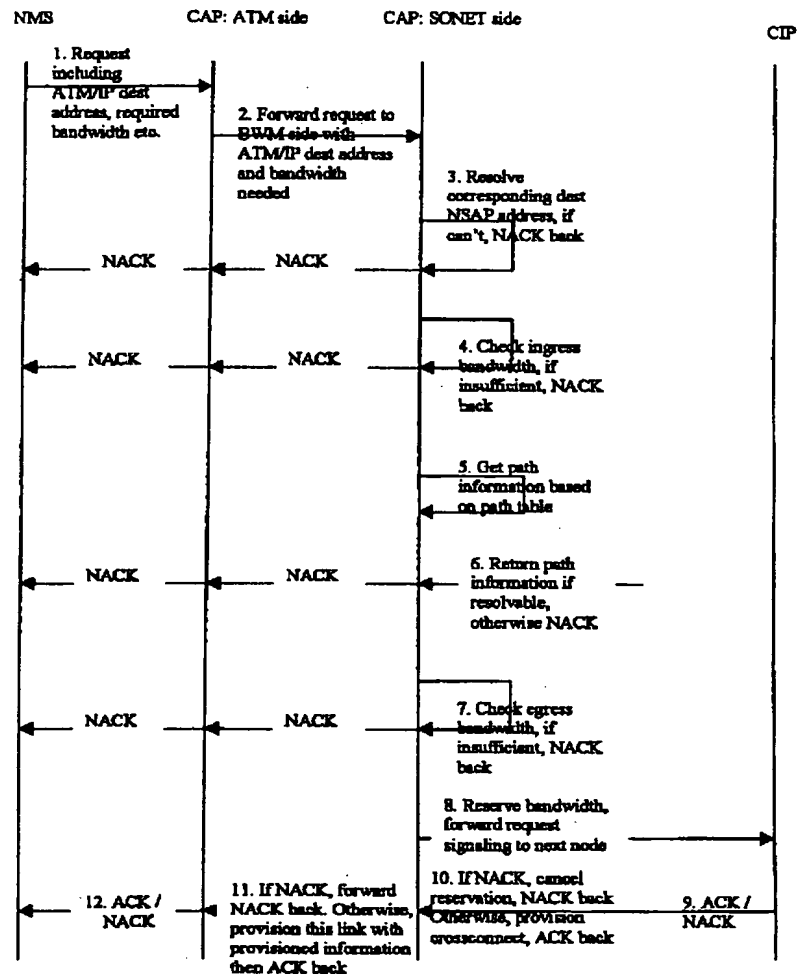 NMS
CAP: ATM side
CAP: SONET side
CIP
1. Request
including
ATM/IP dest
address, required
bandwidth etc.
2. Forward request to
BWM side with
ATM/IP dest address
and bandwidth
needed
3. Resolve
corresponding dest
NSAP address, if
can't, NACK back
NACK
NACK
4. Check ingress
bandwidth, if
insufficient, NACK
back
NACK
NACK
5. Get path
information based
on path table
6. Return path
information if
resolvable,
otherwise NACK
NACK
NACK
7. Check egress
bandwidth, if
insufficient, NACK
back
NACK
NACK
8. Reserve bandwidth,
forward request
signaling to next node
9. ACK /
NACK
10. If NACK, cancel
reservation, NACK back
Otherwise, provision
crossconnect, ACK back
11. If NACK, forward
NACK back. Otherwise,
provision this link with
provisioned information
then ACK back
12. ACK /
NACK